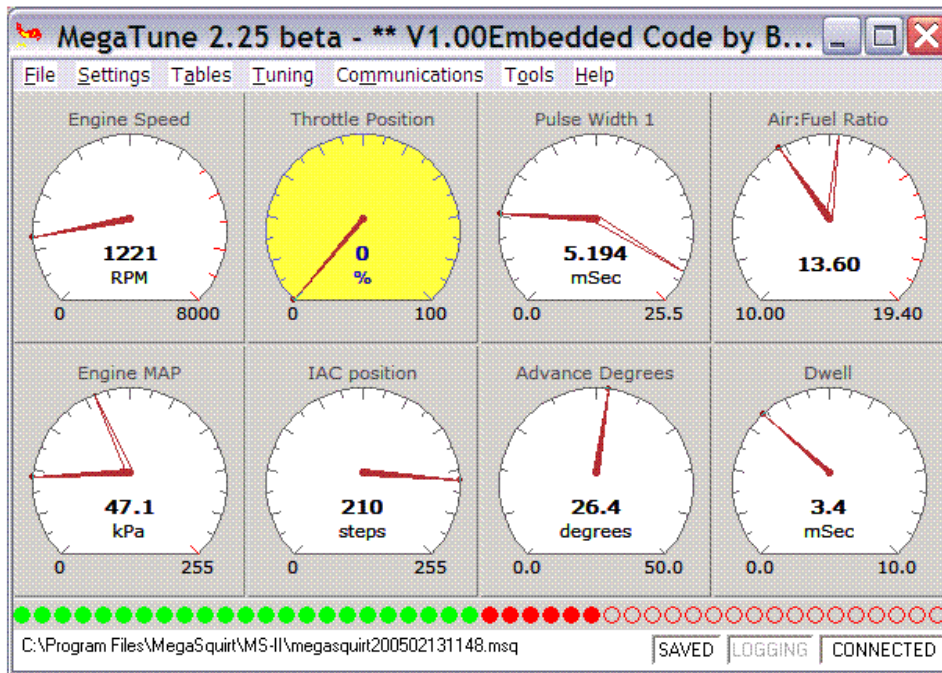 MegaTune 2.25 beta - ** V1.00Embedded Code by B...
File Settings Tables Tuning Communications Tools Help
Engine Speed
1221
RPM
0 8000
Throttle Position
0
%
0 100
Pulse Width 1
5.194
mSec
0.0 25.5
Air:Fuel Ratio
13.60
10.00 19.40
Engine MAP
47.1
kPa
0 255
IAC position
210
steps
0 255
Advance Degrees
26.4
degrees
0.0 50.0
Dwell
3.4
mSec
0.0 10.0
C:\Program Files\MegaSquirt\MS-II\megasquirt200502131148.msq
SAVED LOGGING CONNECTED